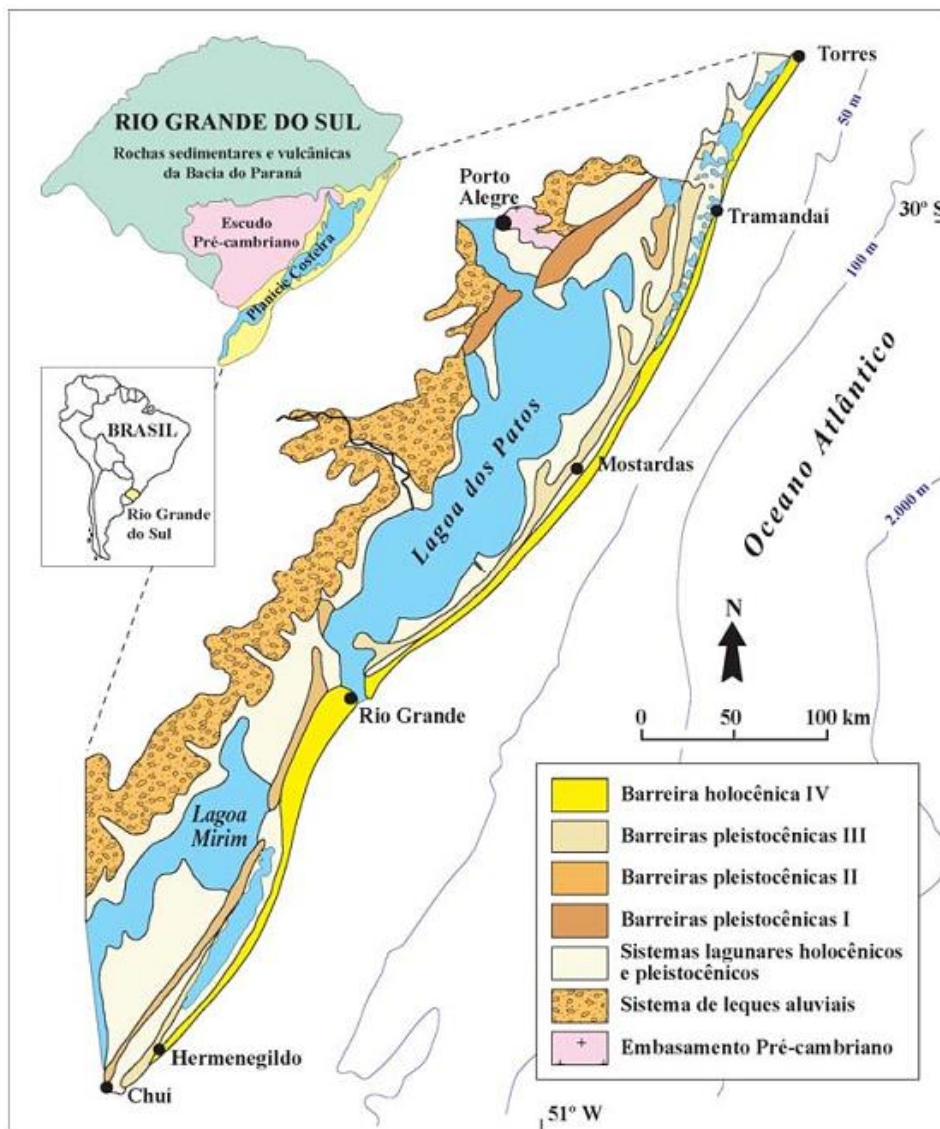 RIO GRANDE DO SUL
Rochas sedimentares e vulcânicas
da Bacia do Paraná
Escudo
Pré-cambriano
Planície Costeira
BRASIL
Rio Grande
do Sul
Torres
50 m
Porto
Alegre
Tramandaí
30º S
100 m
Oceano Atlântico
Lagoa dos Patos
Mostardas
2.000 m
N
0 50 100 km
Rio Grande
Lagoa
Mirim
Hermenegildo
Chuí
51º W
Barreira holocênica IV
Barreiras pleistocênicas III
Barreiras pleistocênicas II
Barreiras pleistocênicas I
Sistemas lagunares holocênicos
e pleistocênicos
Sistema de leques aluviais
Embasamento Pré-cambriano